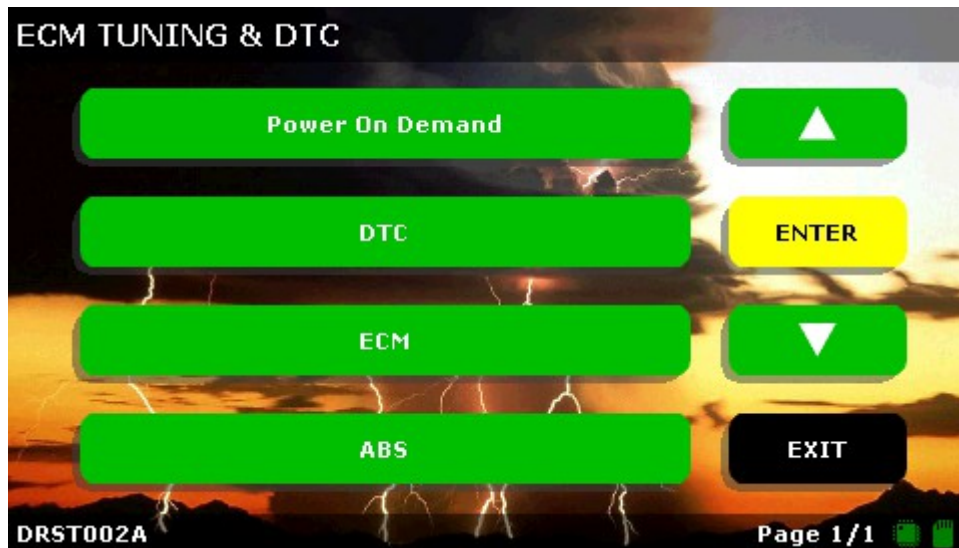 ECM TUNING & DTC
Power On Demand
DTC
ENTER
ECM
ABS
EXIT
DRST002A
Page 1/1